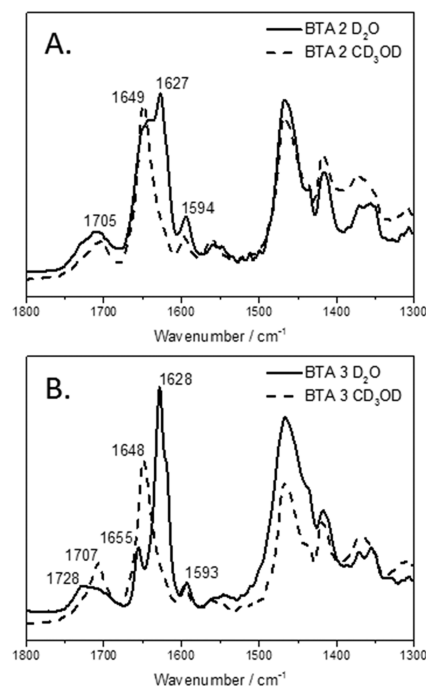 A.
BTA 2 D₂O
BTA 2 CD₃OD
1649
1627
1705
1594
1800 1700 1600 1500 1400 1300
Wavenumber / cm⁻¹
B.
BTA 3 D₂O
BTA 3 CD₃OD
1628
1648
1655
1707
1728
1593
1800 1700 1600 1500 1400 1300
Wavenumber / cm⁻¹